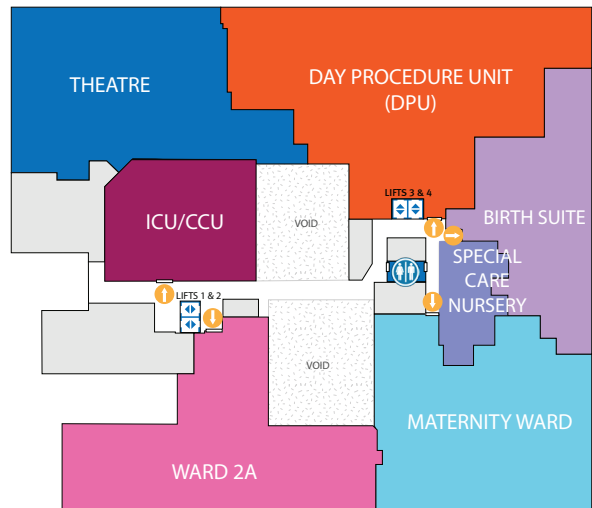 THEATRE
DAY PROCEDURE UNIT
(DPU)
LIFTS 3 & 4
ICU/CCU
VOID
BIRTH SUITE
SPECIAL
CARE
NURSERY
LIFTS 1 & 2
VOID
MATERNITY WARD
WARD 2A